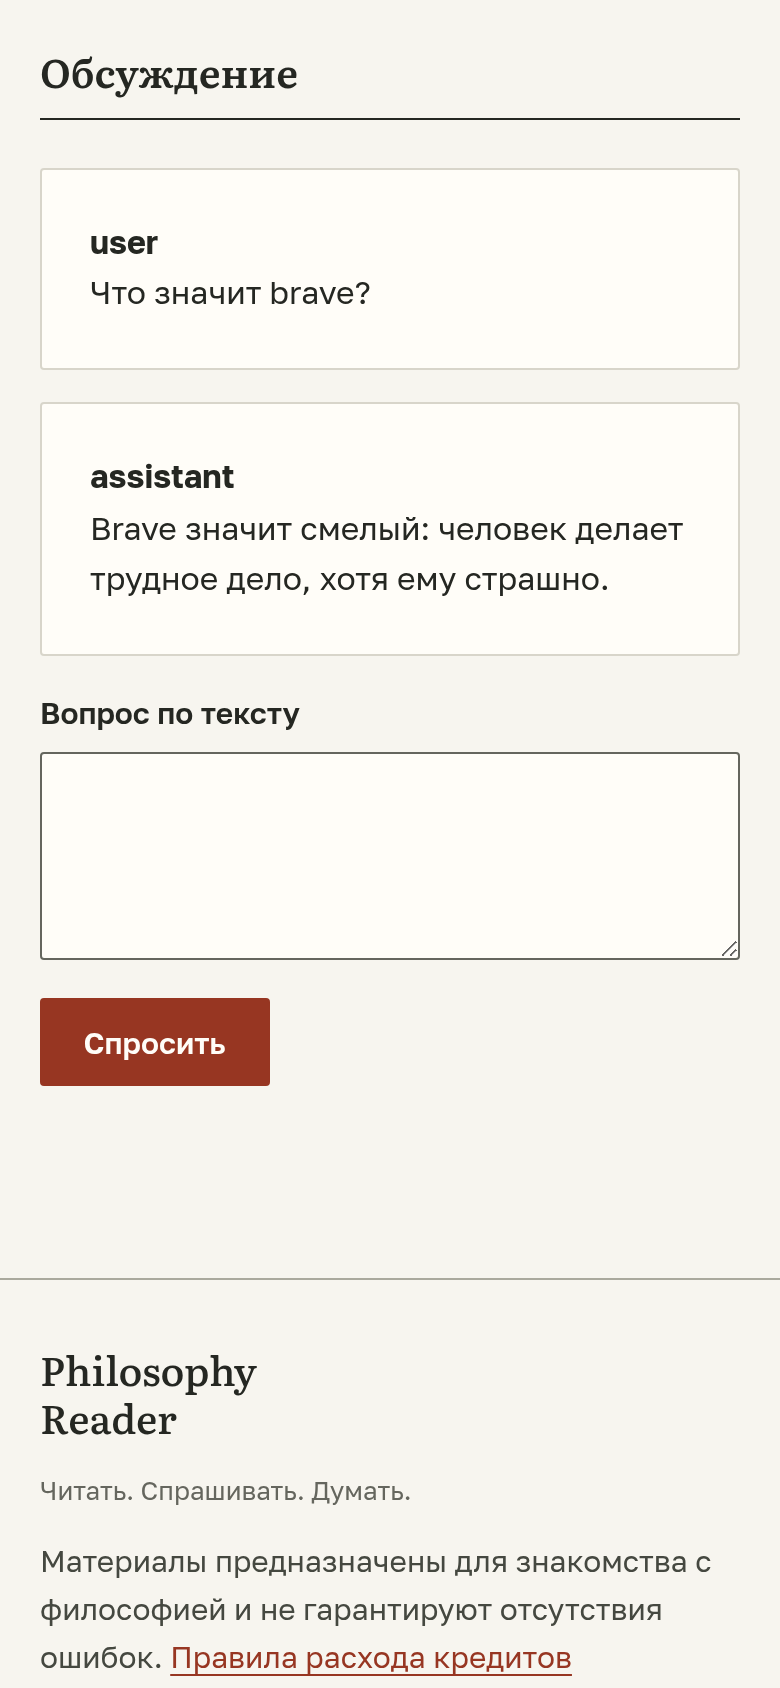 Обсуждение
user
Что значит brave?
assistant
Brave значит смелый: человек делает
трудное дело, хотя ему страшно.
Вопрос по тексту
Спросить
Philosophy
Reader
Читать. Спрашивать. Думать.
Материалы предназначены для знакомства с
философией и не гарантируют отсутствия
ошибок. Правила расхода кредитов